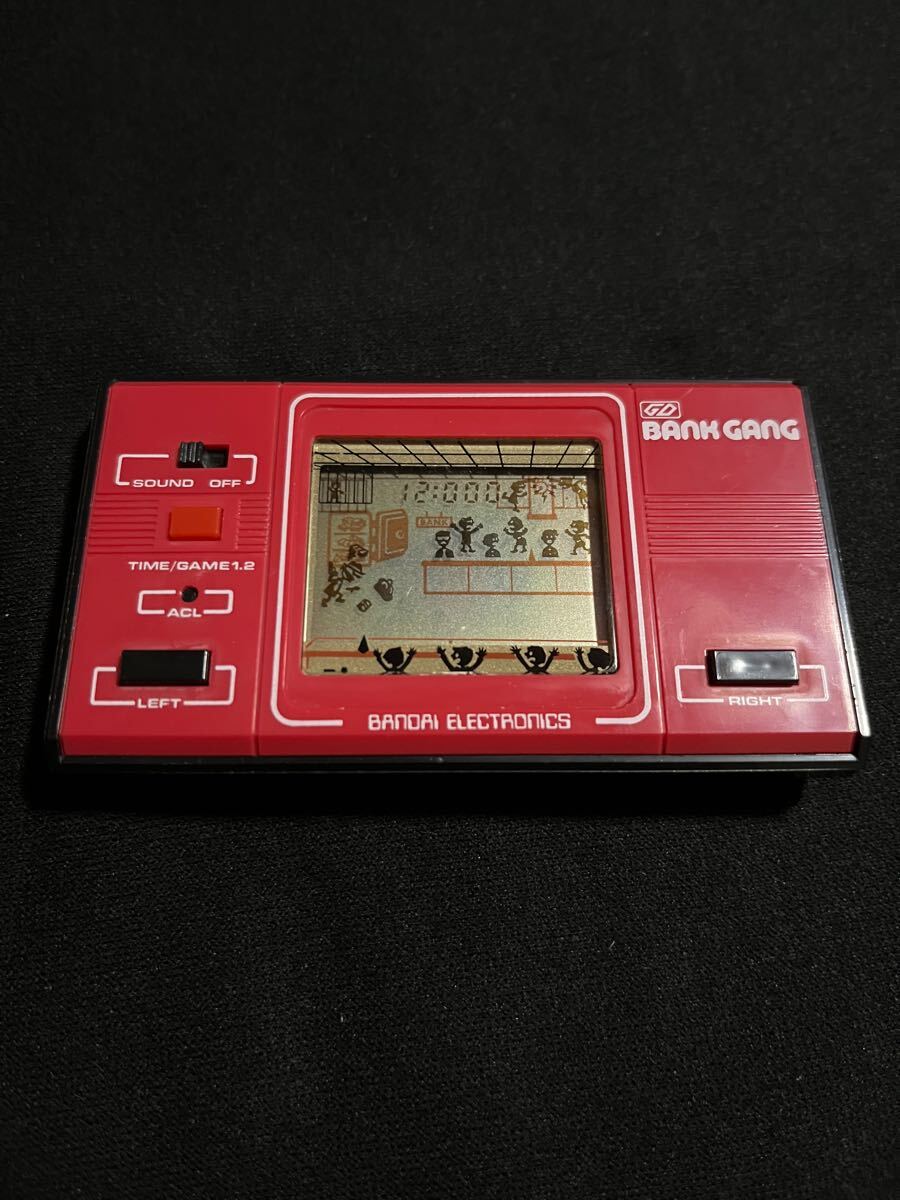 GD
BANK GANG
SOUND OFF
TIME/GAME1.2
ACL
LEFT
12:000
BANK
RIGHT
BANDAI ELECTRONICS